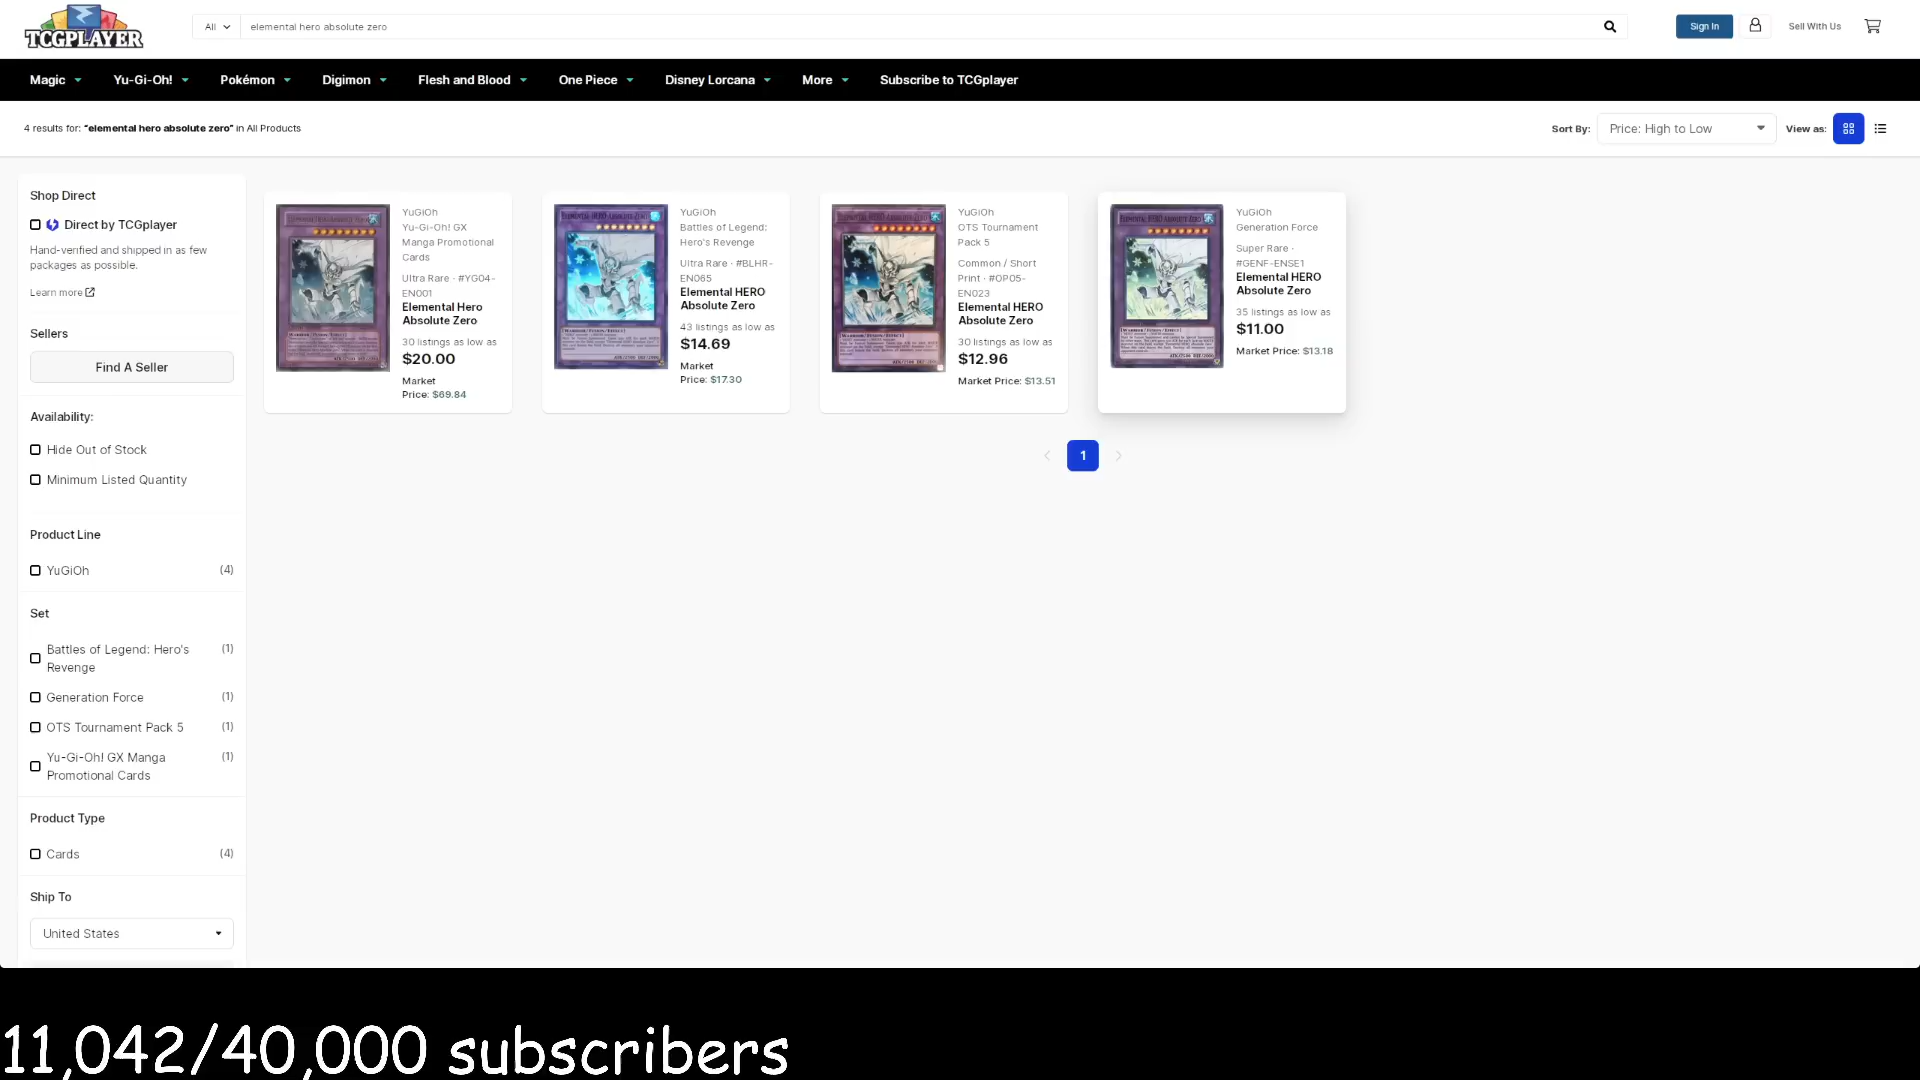 TCGPLAYER
All
elemental hero absolute zero
Sign In
Sell With Us
Magic
Yu-Gi-Oh!
Pokémon
Digimon
Flesh and Blood
One Piece
Disney Lorcana
More
Subscribe to TCGplayer
4 results for: "elemental hero absolute zero" in All Products
Sort By:
Price: High to Low
View as:
Shop Direct
Direct by TCGplayer
Hand-verified and shipped in as few
packages as possible.
Learn more
Sellers
Find A Seller
Availability:
Hide Out of Stock
Minimum Listed Quantity
Product Line
YuGiOh (4)
Set
Battles of Legend: Hero's (1)
Revenge
Generation Force (1)
OTS Tournament Pack 5 (1)
Yu-Gi-Oh! GX Manga (1)
Promotional Cards
Product Type
Cards (4)
Ship To
United States
YuGiOh
Yu-Gi-Oh! GX
Manga Promotional
Cards
Ultra Rare · #YG04-
EN001
Elemental Hero
Absolute Zero
30 listings as low as
$20.00
Market
Price: $69.84
YuGiOh
Battles of Legend:
Hero's Revenge
Ultra Rare · #BLHR-
EN065
Elemental HERO
Absolute Zero
43 listings as low as
$14.69
Market
Price: $17.30
YuGiOh
OTS Tournament
Pack 5
Common / Short
Print · #OP05-
EN023
Elemental HERO
Absolute Zero
30 listings as low as
$12.96
Market Price: $13.51
YuGiOh
Generation Force
Super Rare ·
#GENF-ENSE1
Elemental HERO
Absolute Zero
35 listings as low as
$11.00
Market Price: $13.18
1
11,042/40,000 subscribers